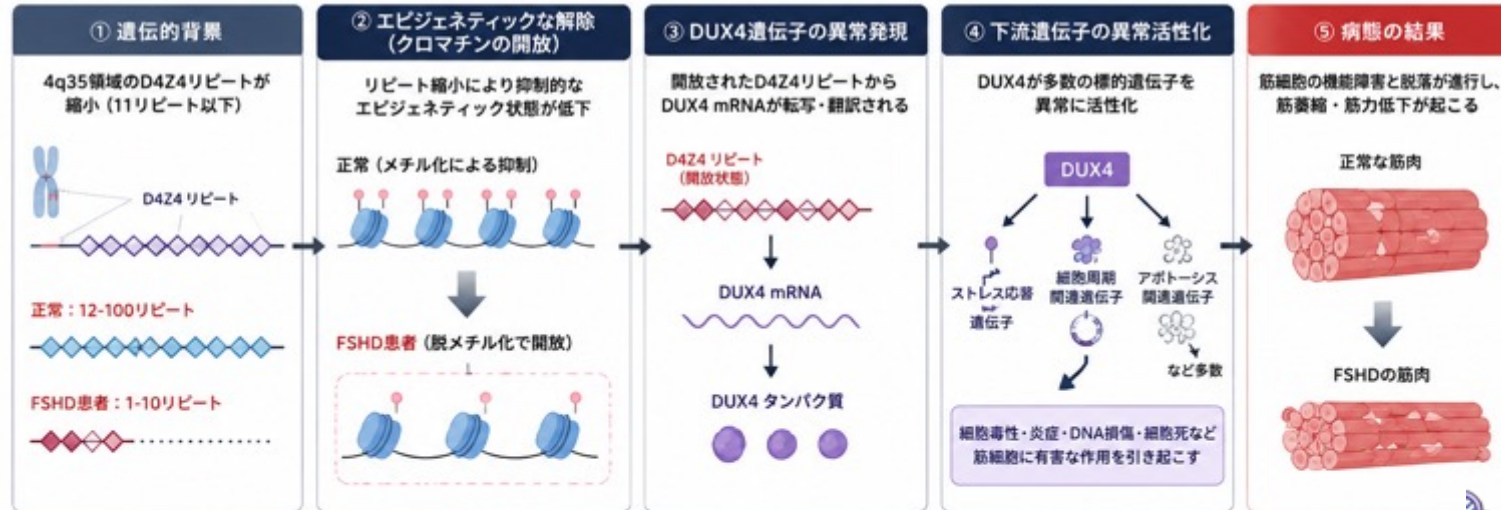 ① 遺伝的背景
4q35領域のD4Z4リピートが
縮小（11リピート以下）
D4Z4 リピート
正常：12-100リピート
FSHD患者：1-10リピート
② エピジェネティックな解除
（クロマチンの開放）
リピート縮小により抑制的な
エピジェネティック状態が低下
正常（メチル化による抑制）
FSHD患者（脱メチル化で開放）
③ DUX4遺伝子の異常発現
開放されたD4Z4リピートから
DUX4 mRNAが転写・翻訳される
D4Z4 リピート
（開放状態）
DUX4 mRNA
DUX4 タンパク質
④ 下流遺伝子の異常活性化
DUX4が多数の標的遺伝子を
異常に活性化
DUX4
ストレス応答
遺伝子
細胞周期
関連遺伝子
アポトーシス
関連遺伝子
など多数
細胞毒性・炎症・DNA損傷・細胞死など
筋細胞に有害な作用を引き起こす
⑤ 病態の結果
筋細胞の機能障害と脱落が進行し、
筋萎縮・筋力低下が起こる
正常な筋肉
FSHDの筋肉